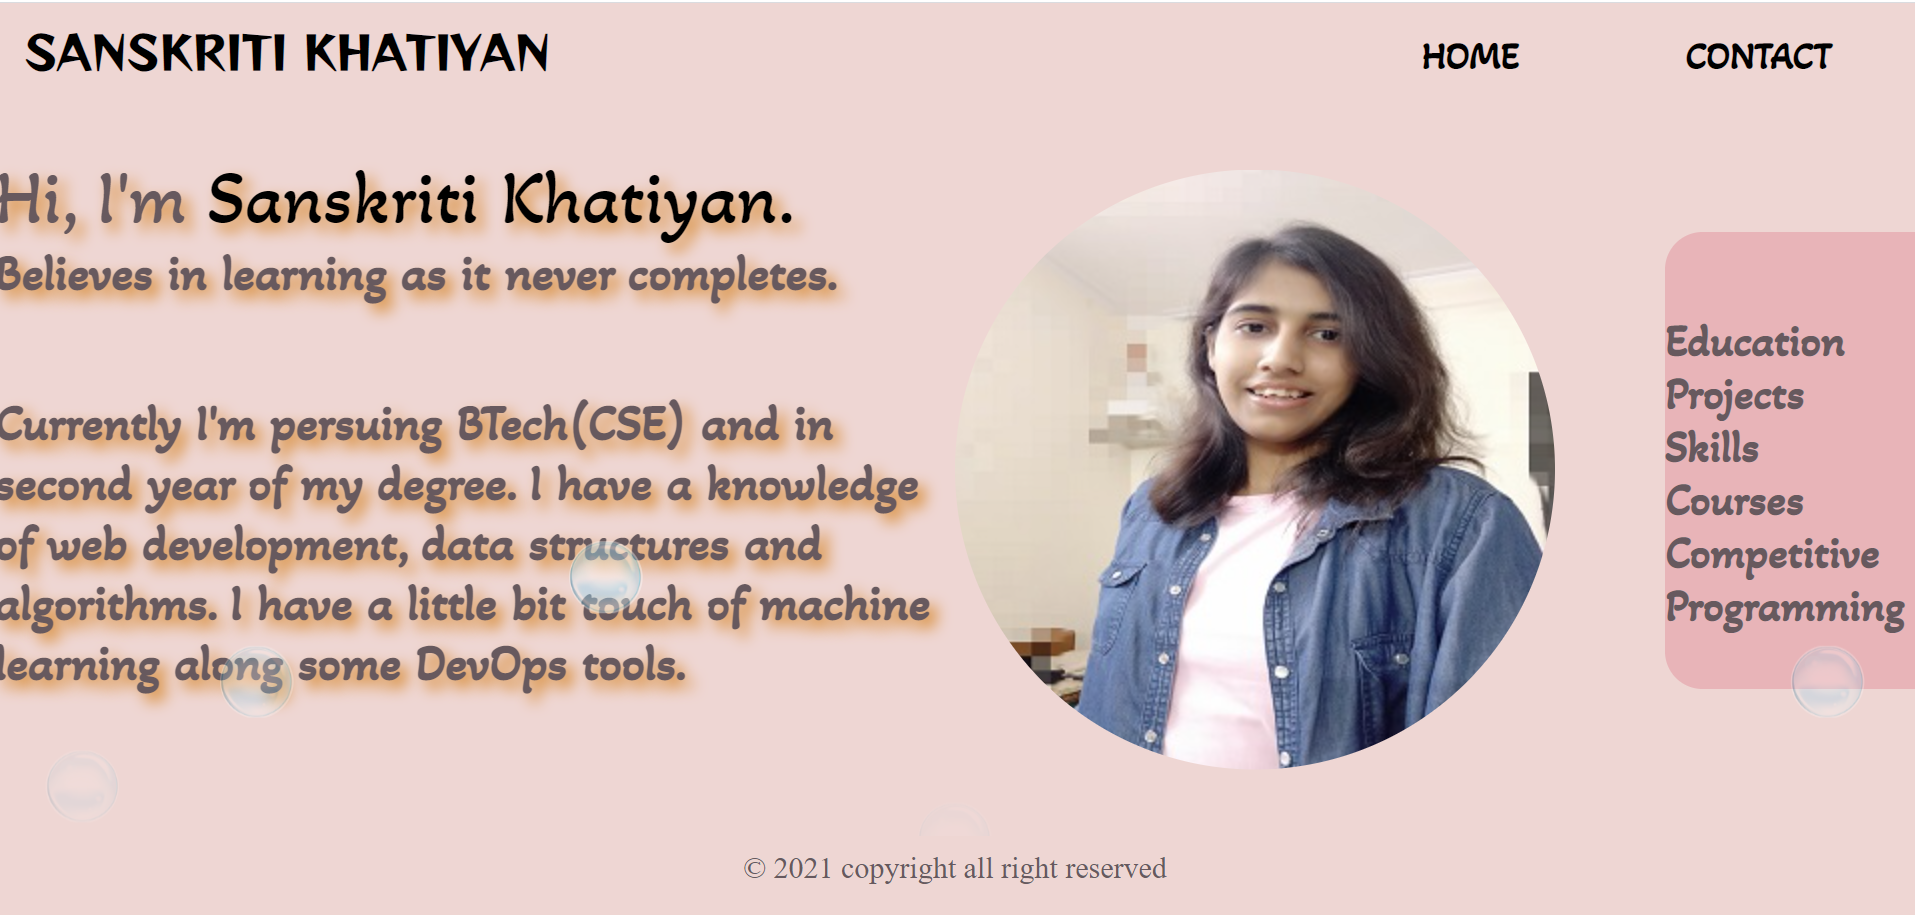 SANSKRITI KHATIYAN
HOME
CONTACT
Hi, I'm Sanskriti Khatiyan.
Believes in learning as it never completes.
Currently I'm persuing BTech(CSE) and in
second year of my degree. I have a knowledge
of web development, data structures and
algorithms. I have a little bit touch of machine
learning along some DevOps tools.
Education
Projects
Skills
Courses
Competitive
Programming
© 2021 copyright all right reserved